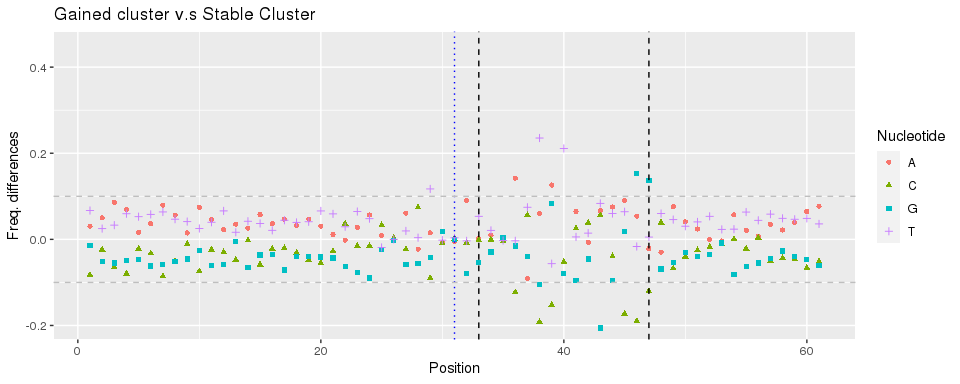 Gained cluster v.s Stable Cluster
Freq, differences
0.4
0.2
0.0
-0.2
0
20
40
60
Position
Nucleotide
A
C
G
T